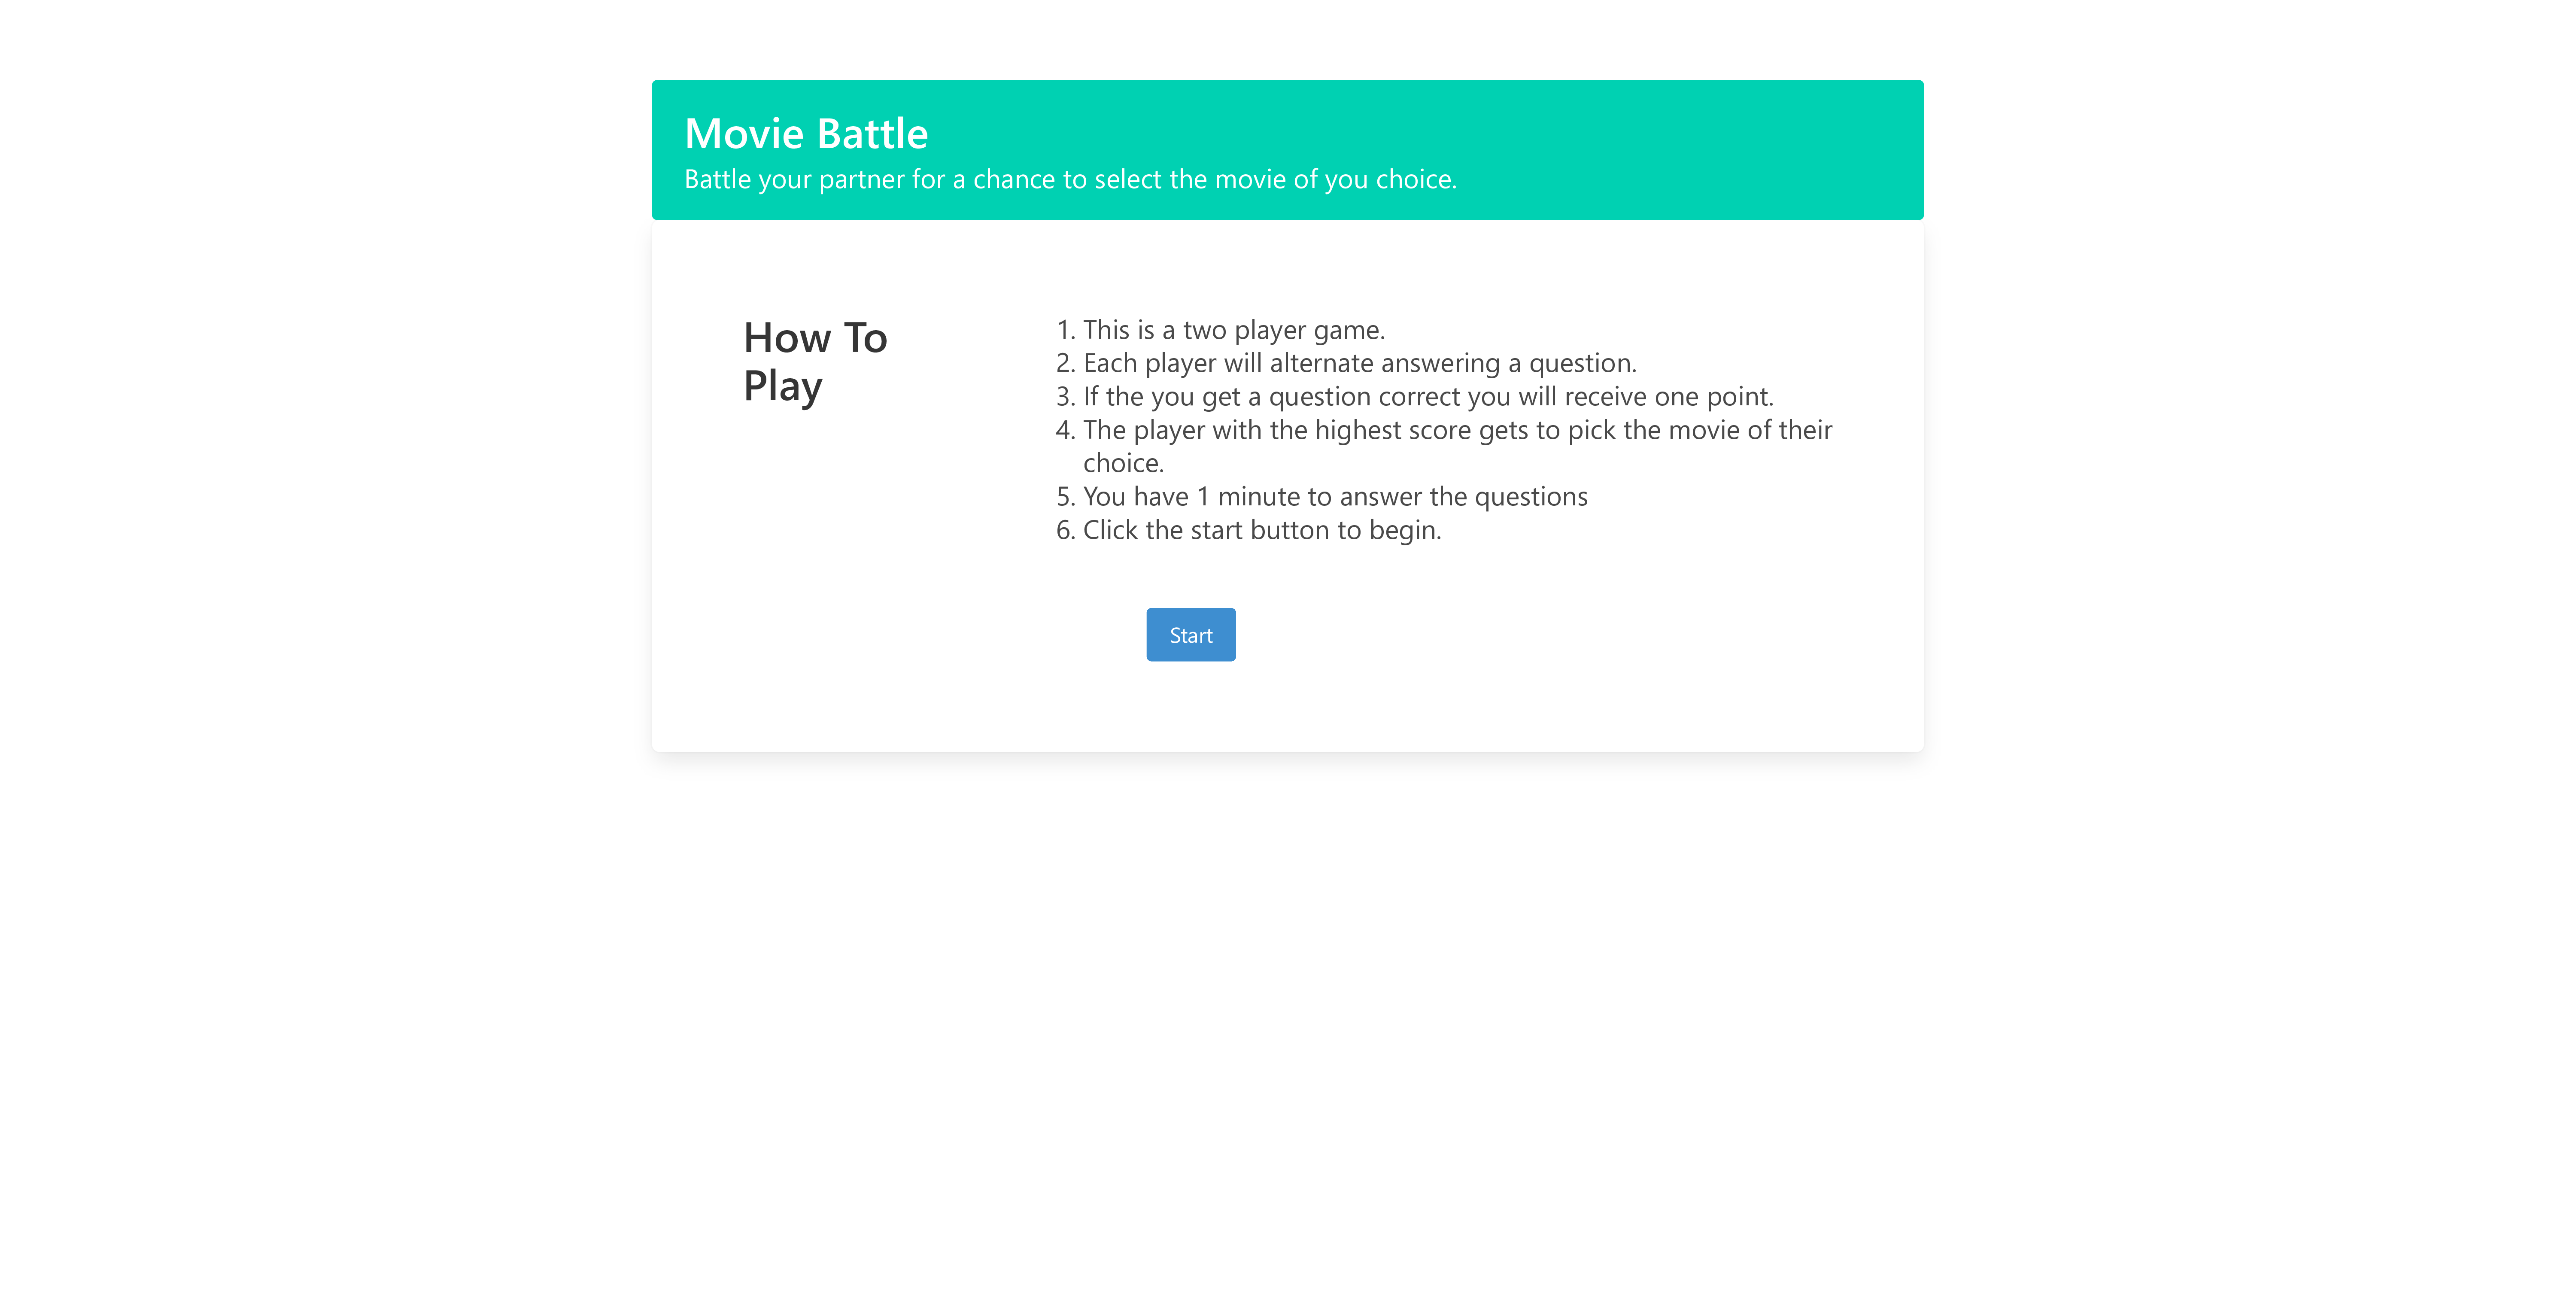 Movie Battle
Battle your partner for a chance to select the movie of you choice.
How To
Play
1. This is a two player game.
2. Each player will alternate answering a question.
3. If the you get a question correct you will receive one point.
4. The player with the highest score gets to pick the movie of their
choice.
5. You have 1 minute to answer the questions
6. Click the start button to begin.
Start